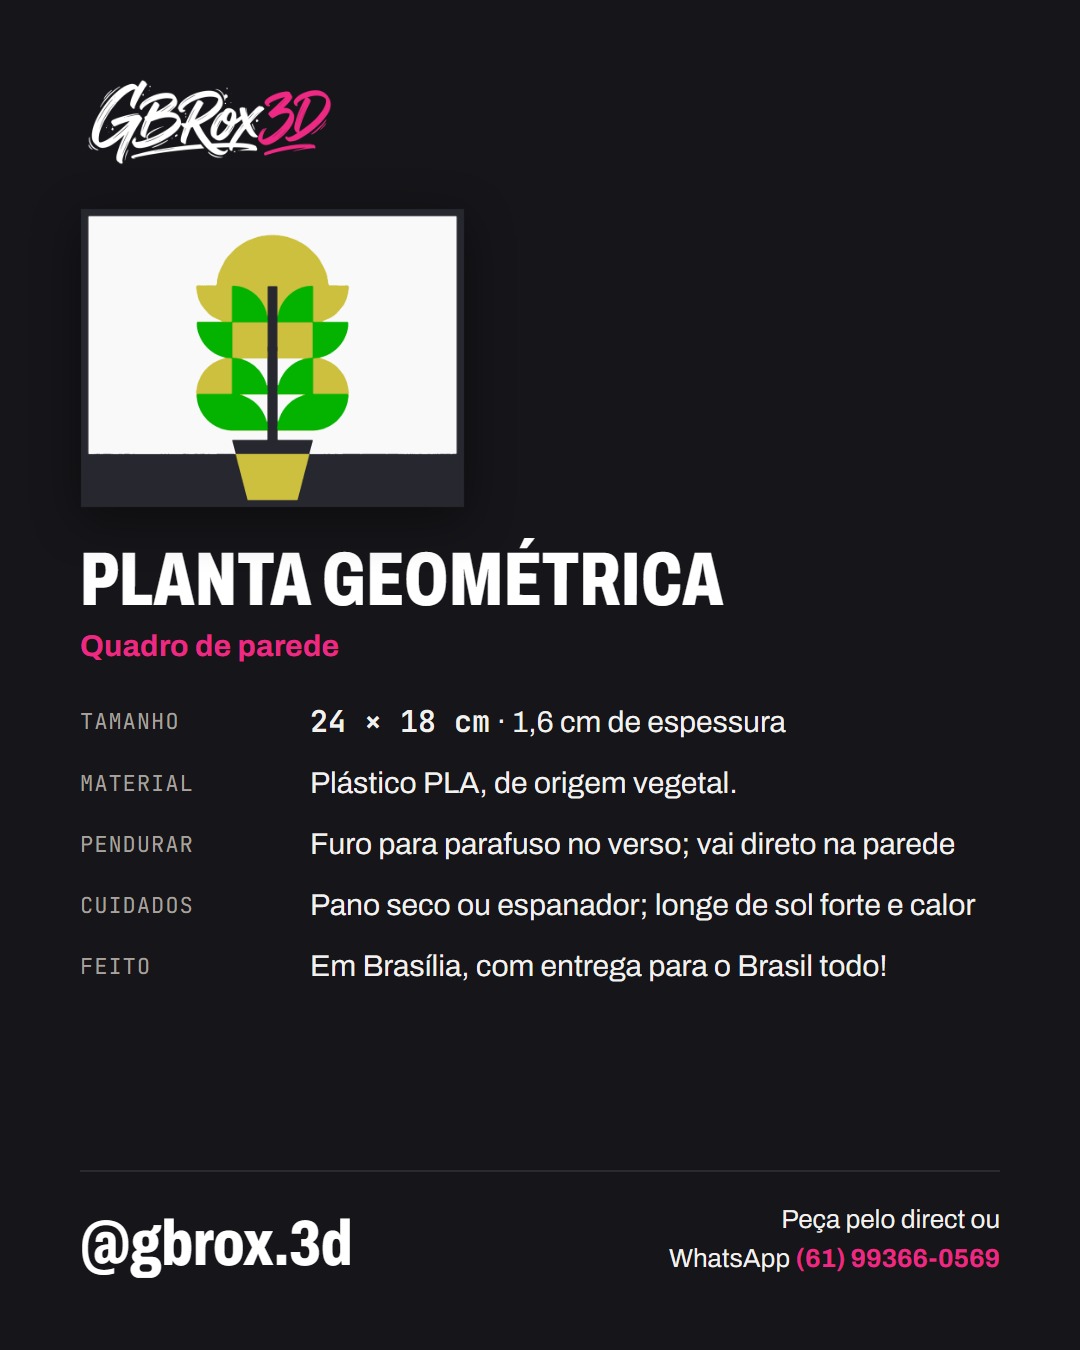 GBRox3D
PLANTA GEOMÉTRICA
Quadro de parede
TAMANHO 24 × 18 cm · 1,6 cm de espessura
MATERIAL Plástico PLA, de origem vegetal.
PENDURAR Furo para parafuso no verso; vai direto na parede
CUIDADOS Pano seco ou espanador; longe de sol forte e calor
FEITO Em Brasília, com entrega para o Brasil todo!
@gbrox.3d
Peça pelo direct ou
WhatsApp (61) 99366-0569